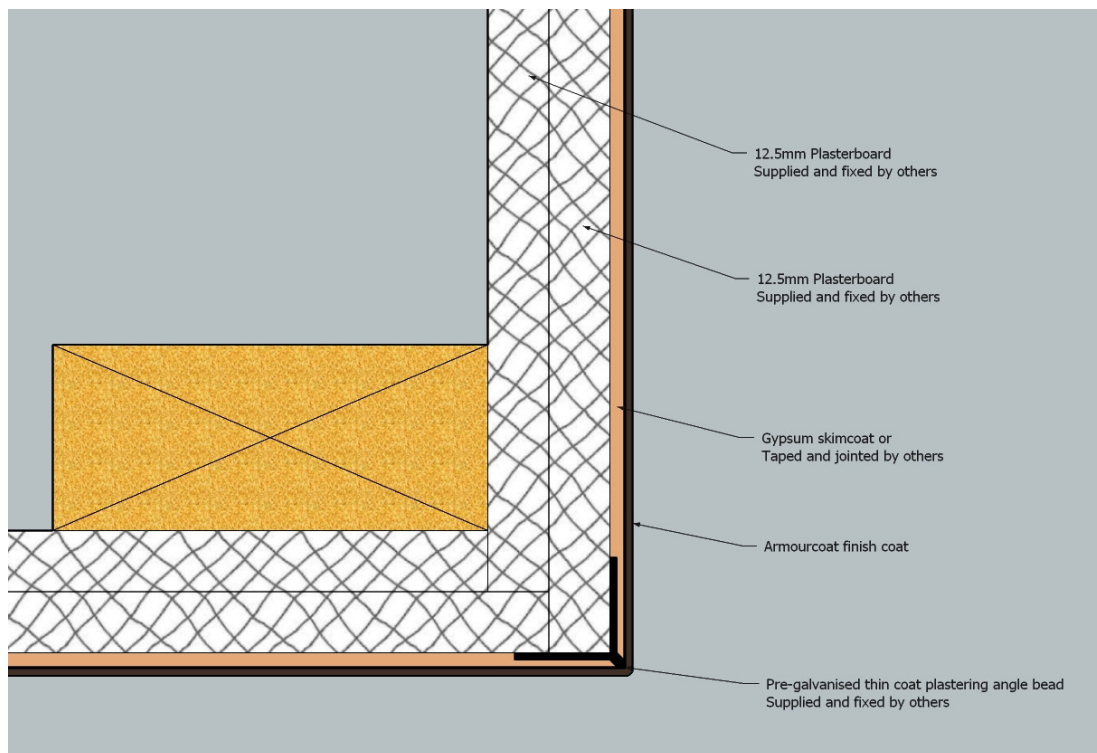 12.5mm Plasterboard
Supplied and fixed by others
12.5mm Plasterboard
Supplied and fixed by others
Gypsum skimcoat or
Taped and jointed by others
Armourcoat finish coat
Pre-galvanised thin coat plastering angle bead
Supplied and fixed by others